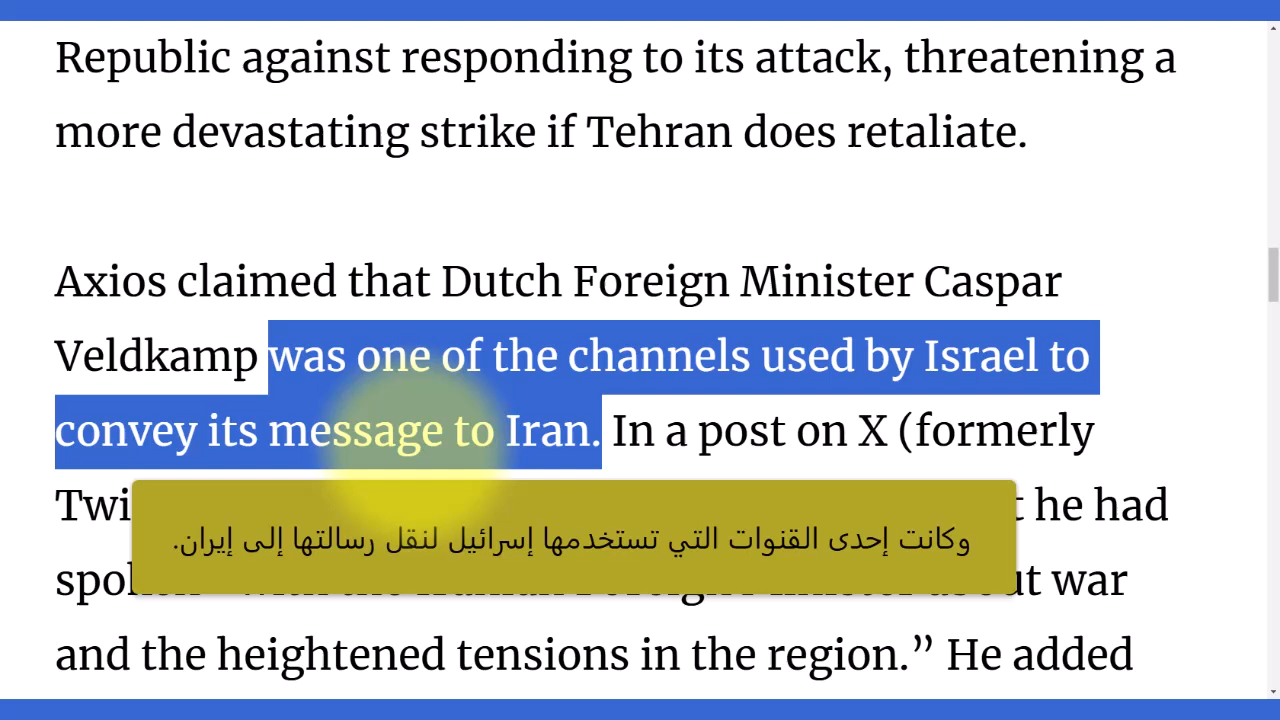 Republic against responding to its attack, threatening a
more devastating strike if Tehran does retaliate.
Axios claimed that Dutch Foreign Minister Caspar
Veldkamp was one of the channels used by Israel to
convey its message to Iran. In a post on X (formerly
he had
وكانت إحدى القنوات التي تستخدمها إسرائيل لنقل رسالتها إلى إيران.
war
and the heightened tensions in the region.” He added